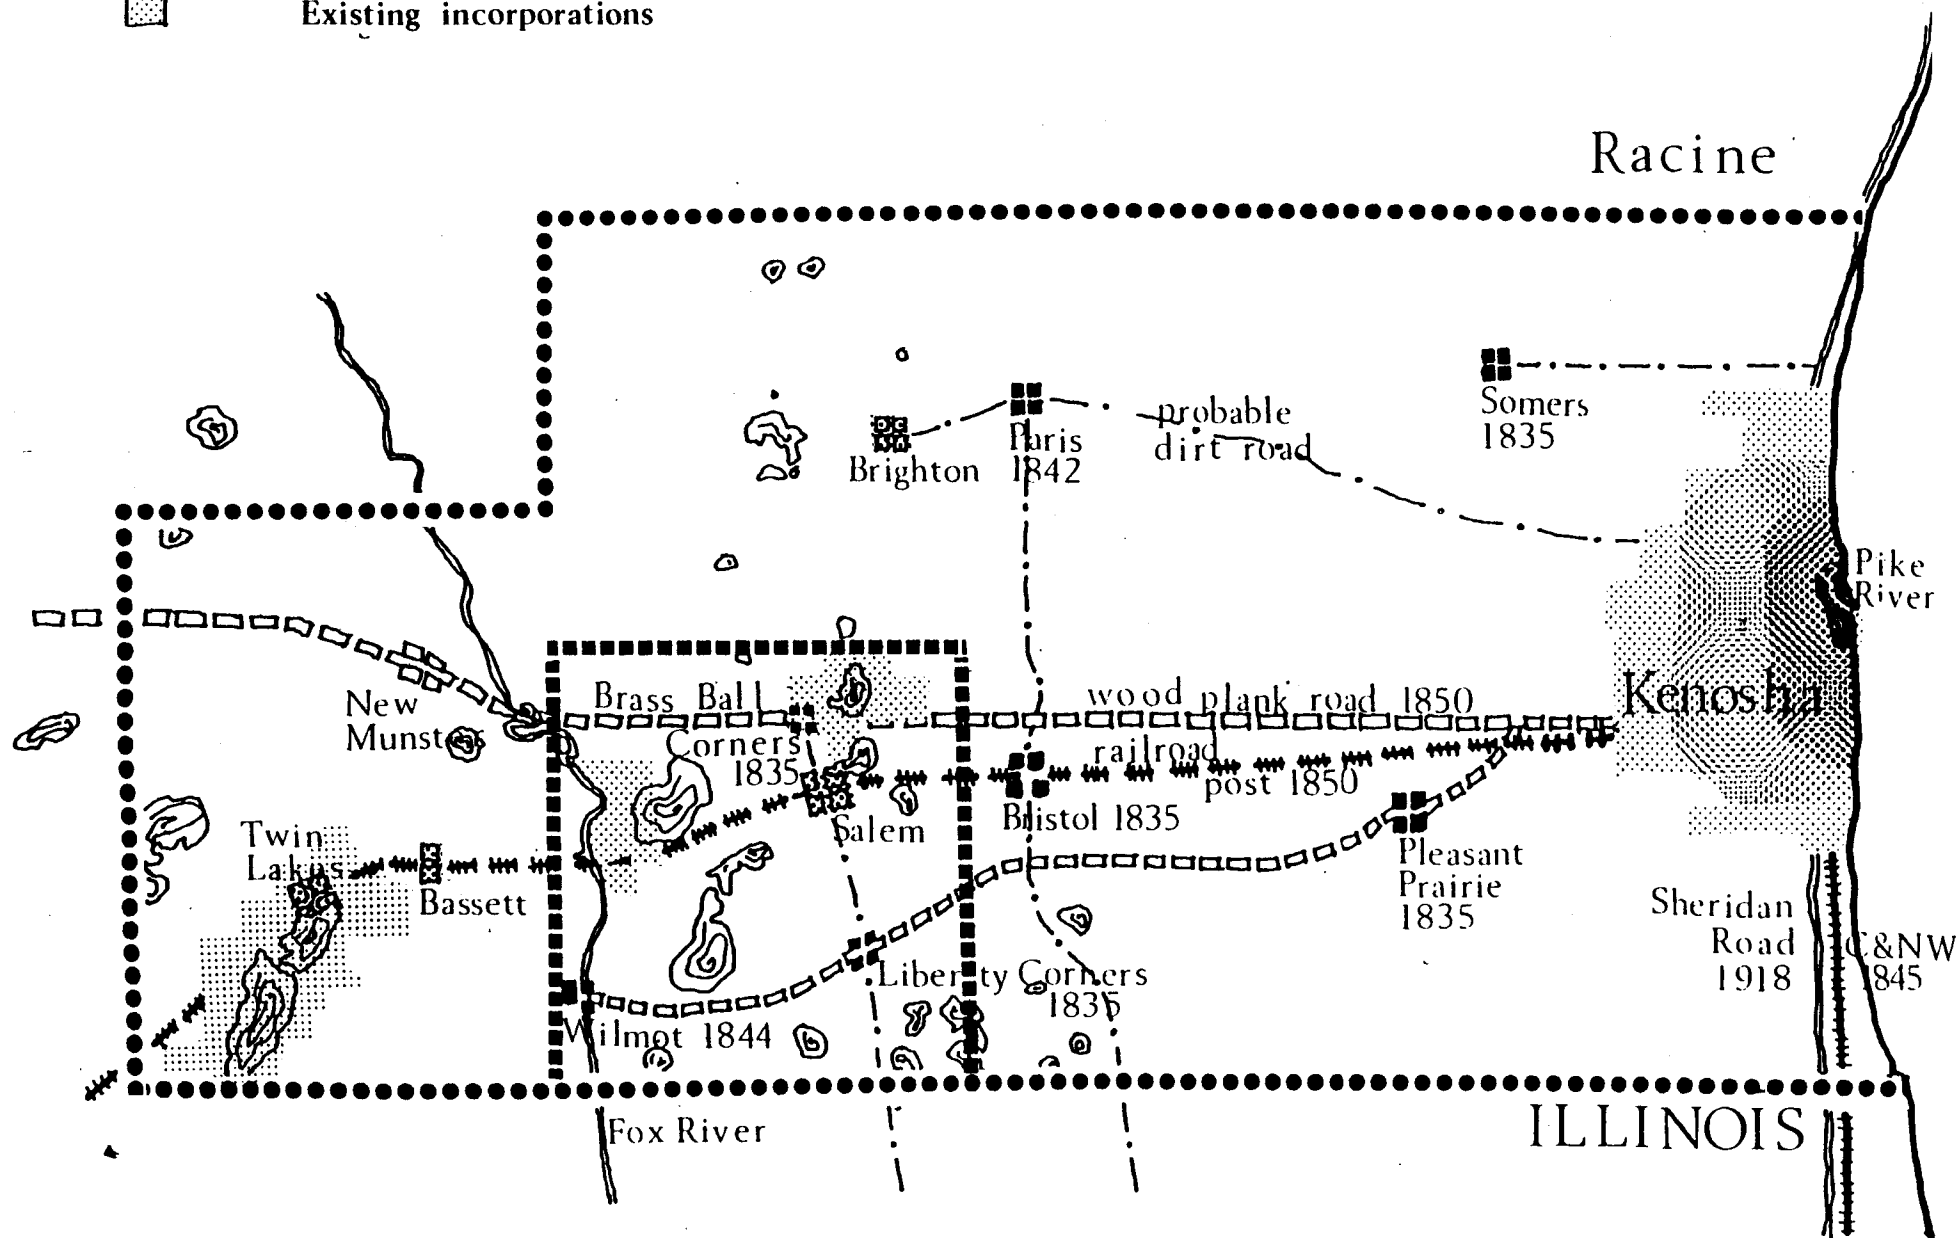 Existing incorporations
Racine
Somers
1835
probable
dirt road
Paris
1842
Brighton
Pike
River
Kenosha
wood plank road 1850
railroad
post 1850
Brass Ball
Corners
1835
New
Munster
Salem
Bristol 1835
Twin
Lakes
Bassett
Pleasant
Prairie
1835
Sheridan
Road
1918
C&NW
1845
Liberty Corners
1835
Wilmot 1844
Fox River
ILLINOIS